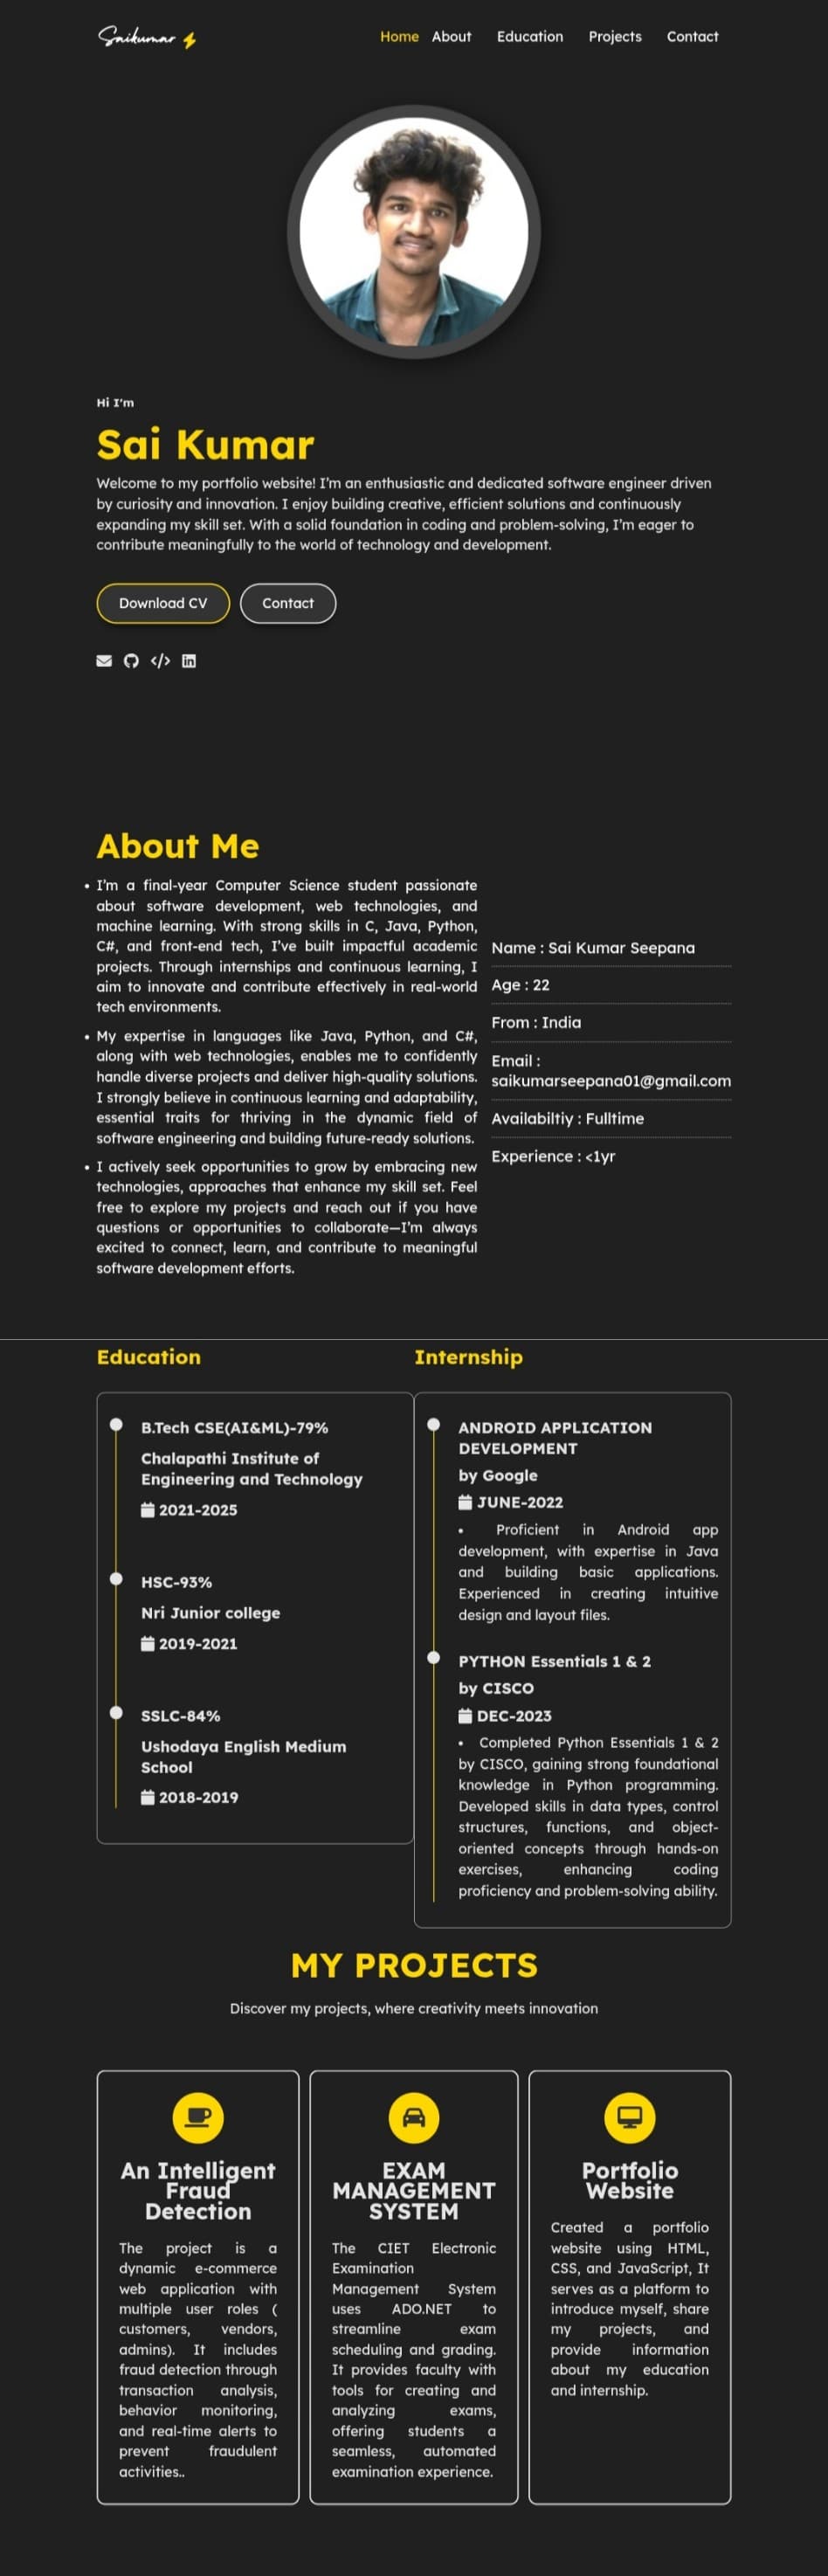 Saikumar
Home About Education Projects Contact
Hi I'm
Sai Kumar
Welcome to my portfolio website! I'm an enthusiastic and dedicated software engineer driven
by curiosity and innovation. I enjoy building creative, efficient solutions and continuously
expanding my skill set. With a solid foundation in coding and problem-solving, I'm eager to
contribute meaningfully to the world of technology and development.
Download CV Contact
About Me
• I'm a final-year Computer Science student passionate
about software development, web technologies, and
machine learning. With strong skills in C, Java, Python,
C#, and front-end tech, I've built impactful academic
projects. Through internships and continuous learning, I
aim to innovate and contribute effectively in real-world
tech environments.
• My expertise in languages like Java, Python, and C#,
along with web technologies, enables me to confidently
handle diverse projects and deliver high-quality solutions.
I strongly believe in continuous learning and adaptability,
essential traits for thriving in the dynamic field of
software engineering and building future-ready solutions.
• I actively seek opportunities to grow by embracing new
technologies, approaches that enhance my skill set. Feel
free to explore my projects and reach out if you have
questions or opportunities to collaborate—I'm always
excited to connect, learn, and contribute to meaningful
software development efforts.
Name : Sai Kumar Seepana
Age : 22
From : India
Email :
saikumarseepana01@gmail.com
Availabiltiy : Fulltime
Experience : <1yr
Education
B.Tech CSE(AI&ML)-79%
Chalapathi Institute of
Engineering and Technology
2021-2025
HSC-93%
Nri Junior college
2019-2021
SSLC-84%
Ushodaya English Medium
School
2018-2019
Internship
ANDROID APPLICATION
DEVELOPMENT
by Google
JUNE-2022
• Proficient in Android app
development, with expertise in Java
and building basic applications.
Experienced in creating intuitive
design and layout files.
PYTHON Essentials 1 & 2
by CISCO
DEC-2023
• Completed Python Essentials 1 & 2
by CISCO, gaining strong foundational
knowledge in Python programming.
Developed skills in data types, control
structures, functions, and object-
oriented concepts through hands-on
exercises, enhancing coding
proficiency and problem-solving ability.
MY PROJECTS
Discover my projects, where creativity meets innovation
An Intelligent
Fraud
Detection
The project is a
dynamic e-commerce
web application with
multiple user roles (
customers, vendors,
admins). It includes
fraud detection through
transaction analysis,
behavior monitoring,
and real-time alerts to
prevent fraudulent
activities..
EXAM
MANAGEMENT
SYSTEM
The CIET Electronic
Examination
Management System
uses ADO.NET to
streamline exam
scheduling and grading.
It provides faculty with
tools for creating and
analyzing exams,
offering students a
seamless, automated
examination experience.
Portfolio
Website
Created a portfolio
website using HTML,
CSS, and JavaScript, It
serves as a platform to
introduce myself, share
my projects, and
provide information
about my education
and internship.